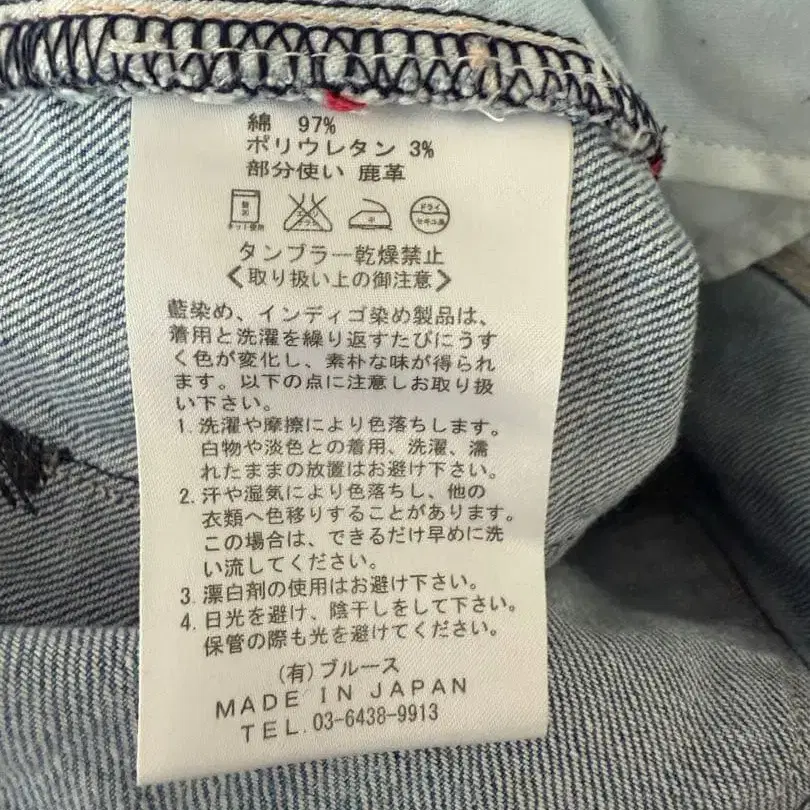 綿 97%
ポリウレタン 3%
部分使い 鹿革
ネット使用
ドライ
セキユ系
タンブラー乾燥禁止
＜取り扱い上の御注意＞
藍染め、インディゴ染め製品は、
着用と洗濯を繰り返すたびにうす
く色が変化し、素朴な味が得られ
ます。以下の点に注意しお取り扱
い下さい。
1. 洗濯や摩擦により色落ちします。
白物や淡色との着用、洗濯、濡
れたままの放置はお避け下さい。
2. 汗や湿気により色落ちし、他の
衣類へ色移りすることがあります。
この場合は、できるだけ早めに洗
い流してください。
3. 漂白剤の使用はお避け下さい。
4. 日光を避け、陰干しをして下さい。
保管の際も光を避けてください。
(有)ブルース
MADE IN JAPAN
TEL.03-6438-9913